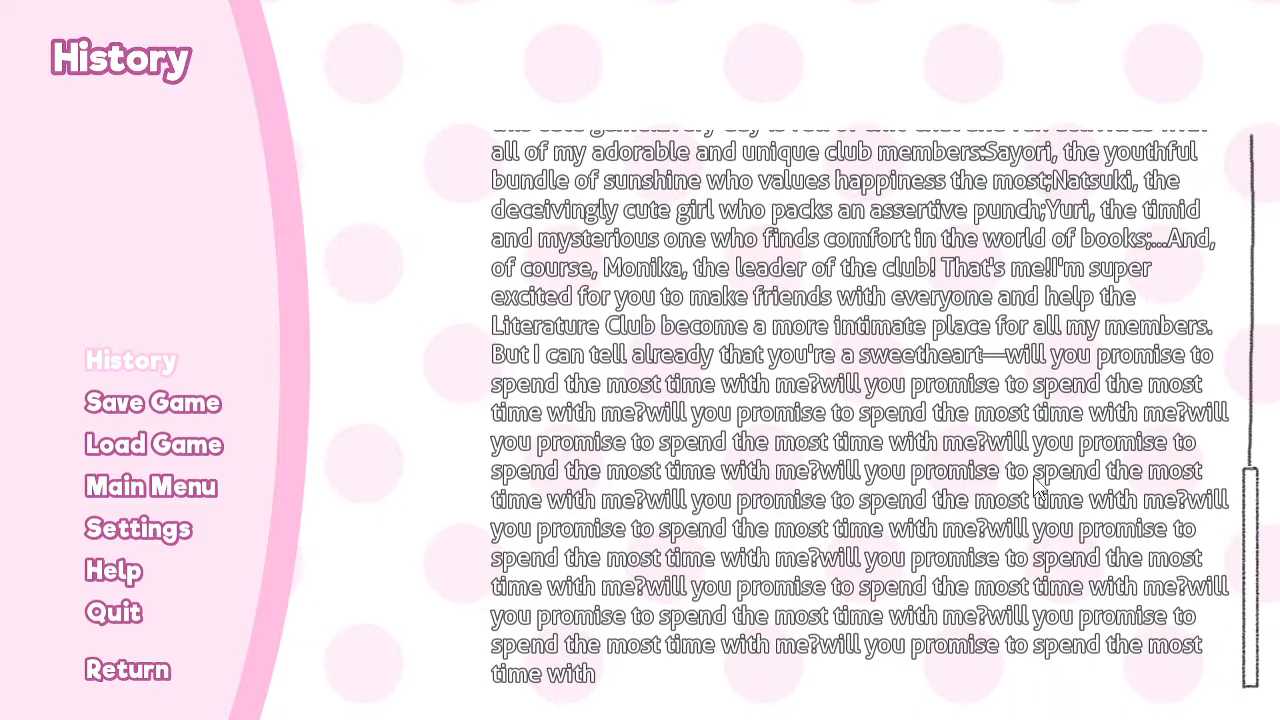 History
all of my adorable and unique club members:Sayori, the youthful
bundle of sunshine who values happiness the most;Natsuki, the
deceivingly cute girl who packs an assertive punch;Yuri, the timid
and mysterious one who finds comfort in the world of books;...And,
of course, Monika, the leader of the club! That's me!I'm super
excited for you to make friends with everyone and help the
Literature Club become a more intimate place for all my members.
But I can tell already that you're a sweetheart—will you promise to
spend the most time with me?will you promise to spend the most
time with me?will you promise to spend the most time with me?will
you promise to spend the most time with me?will you promise to
spend the most time with me?will you promise to spend the most
time with me?will you promise to spend the most time with me?will
you promise to spend the most time with me?will you promise to
spend the most time with me?will you promise to spend the most
time with me?will you promise to spend the most time with me?will
you promise to spend the most time with me?will you promise to
spend the most time with me?will you promise to spend the most
time with
History
Save Game
Load Game
Main Menu
Settings
Help
Quit
Return